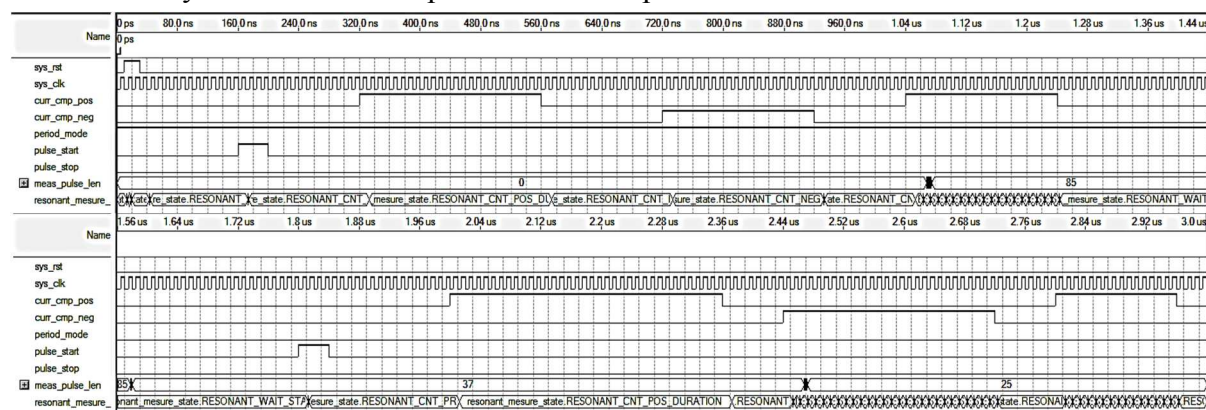 0 ps 80.0 ns 160.0 ns 240.0 ns 320.0 ns 400.0 ns 480.0 ns 560.0 ns 640.0 ns 720.0 ns 800.0 ns 880.0 ns 960.0 ns 1.04 us 1.12 us 1.2 us 1.28 us 1.36 us 1.44 us
Name 0 ps
sys_rst
sys_clk
curr_cmp_pos
curr_cmp_neg
period_mode
pulse_start
pulse_stop
meas_pulse_len 0 85
resonant_mesure_ re_state.RESONANT_ re_state.RESONANT_CNT_ mesure_state.RESONANT_CNT_POS_DU e_state.RESONANT_CNT_ sure_state.RESONANT_CNT_NEG ate.RESONANT_CN _mesure_state.RESONANT_WAIT
1.56 us 1.64 us 1.72 us 1.8 us 1.88 us 1.96 us 2.04 us 2.12 us 2.2 us 2.28 us 2.36 us 2.44 us 2.52 us 2.6 us 2.68 us 2.76 us 2.84 us 2.92 us 3.0 us
Name
sys_rst
sys_clk
curr_cmp_pos
curr_cmp_neg
period_mode
pulse_start
pulse_stop
meas_pulse_len 85 37 25
resonant_mesure_ nant_mesure_state.RESONANT_WAIT_STA esure_state.RESONANT_CNT_PR resonant_mesure_state.RESONANT_CNT_POS_DURATION RESONANT tate.RESONAI RESO